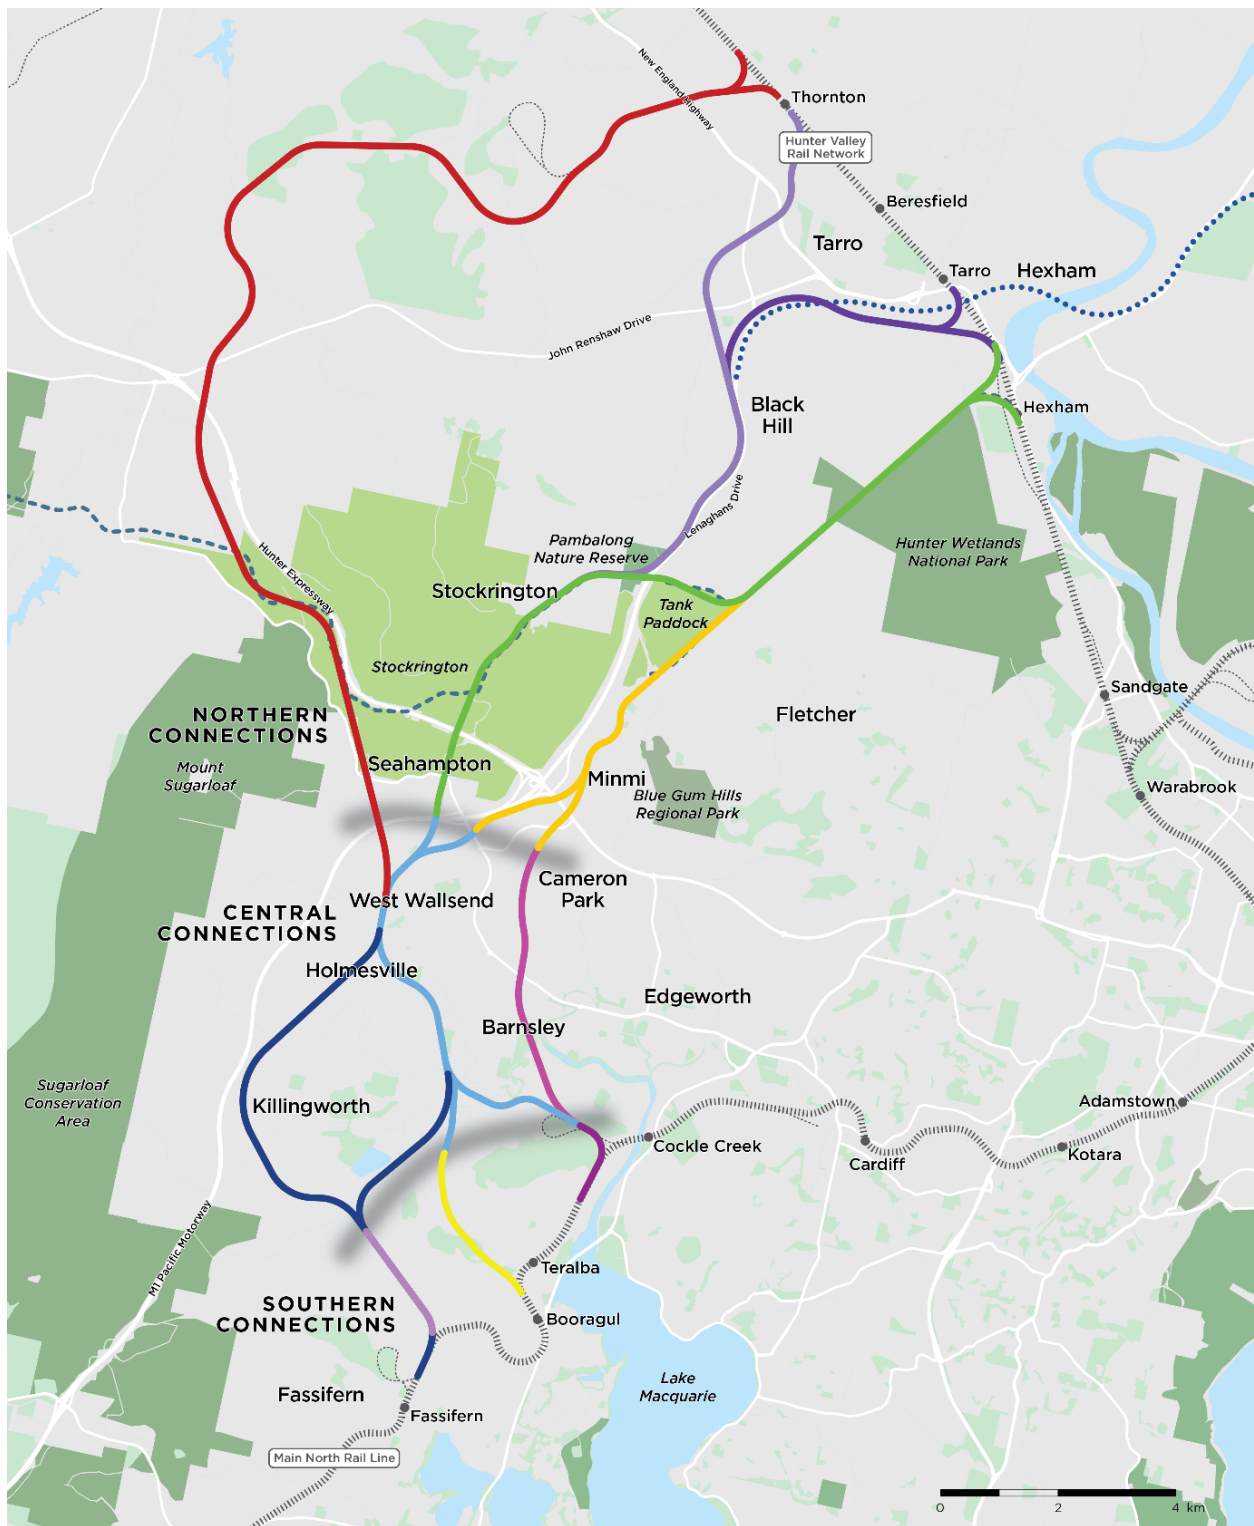 New England Highway
Thornton
Hunter Valley
Rail Network
Beresfield
Tarro
Tarro
Hexham
John Renshaw Drive
Black
Hill
Hexham
Lenaghans Drive
Pambalong
Nature Reserve
Hunter Wetlands
National Park
Hunter Expressway
Stockrington
Tank
Paddock
Stockrington
Sandgate
NORTHERN
CONNECTIONS
Fletcher
Mount
Sugarloaf
Seahampton
Minmi
Blue Gum Hills
Regional Park
Warabrook
Cameron
Park
West Wallsend
CENTRAL
CONNECTIONS
Holmesville
Edgeworth
Barnsley
Sugarloaf
Conservation
Area
Killingworth
Adamstown
Cockle Creek
Cardiff
Kotara
M1 Pacific Motorway
Teralba
SOUTHERN
CONNECTIONS
Booragul
Lake
Macquarie
Fassifern
Fassifern
Main North Rail Line
0 2 4 km